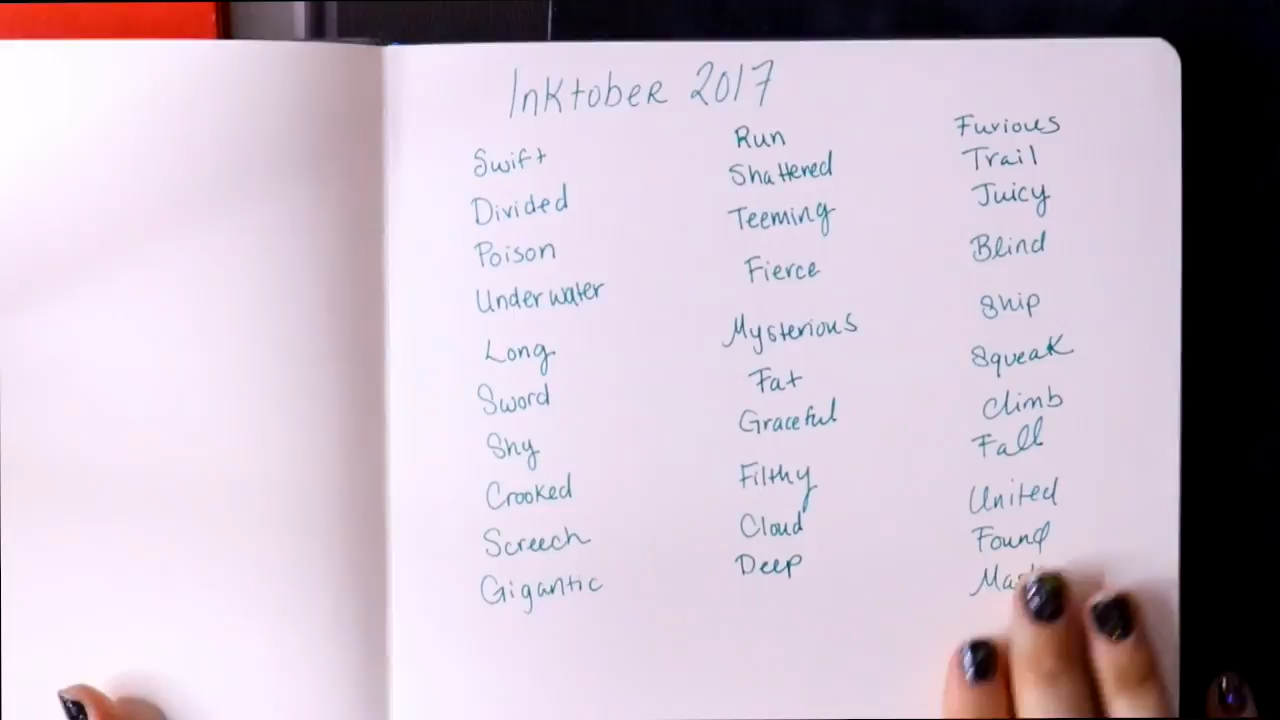 Inktober 2017
Swift
Divided
Poison
Underwater
Long
Sword
Shy
Crooked
Screech
Gigantic
Run
Shattered
Teeming
Fierce
Mysterious
Fat
Graceful
Filthy
Cloud
Deep
Furious
Trail
Juicy
Blind
Ship
Squeak
Climb
Fall
United
Found